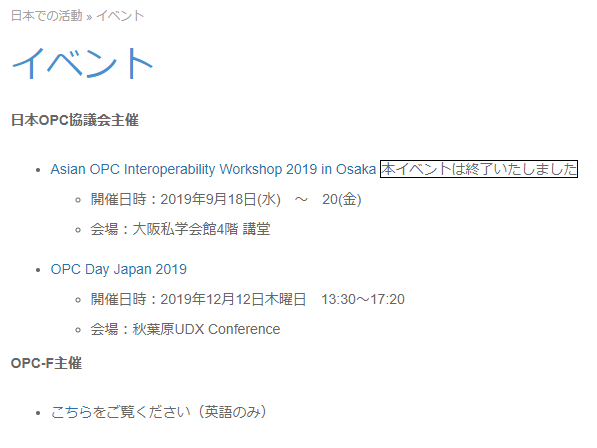 日本での活動 » イベント
イベント
日本OPC協議会主催
Asian OPC Interoperability Workshop 2019 in Osaka 本イベントは終了いたしました
開催日時：2019年9月18日(水)　～　20(金)
会場：大阪私学会館4階 講堂
OPC Day Japan 2019
開催日時：2019年12月12日木曜日　13:30～17:20
会場：秋葉原UDX Conference
OPC-F主催
こちらをご覧ください（英語のみ）